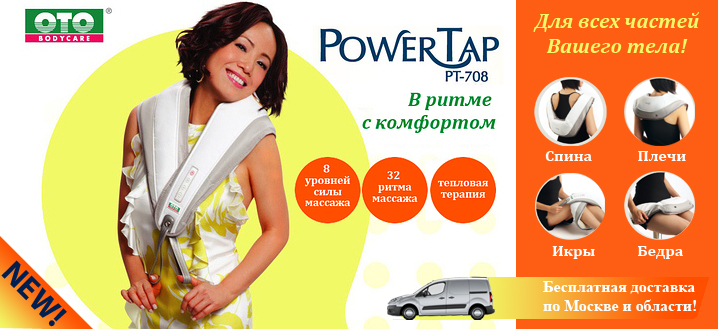 OTO®
BODYCARE
POWERTAP
PT-708
В ритме
с комфортом
8
уровней
силы
массажа
32
ритма
массажа
тепловая
терапия
Для всех частей
Вашего тела!
Спина
Плечи
Икры
Бедра
NEW!
Бесплатная доставка
по Москве и области!